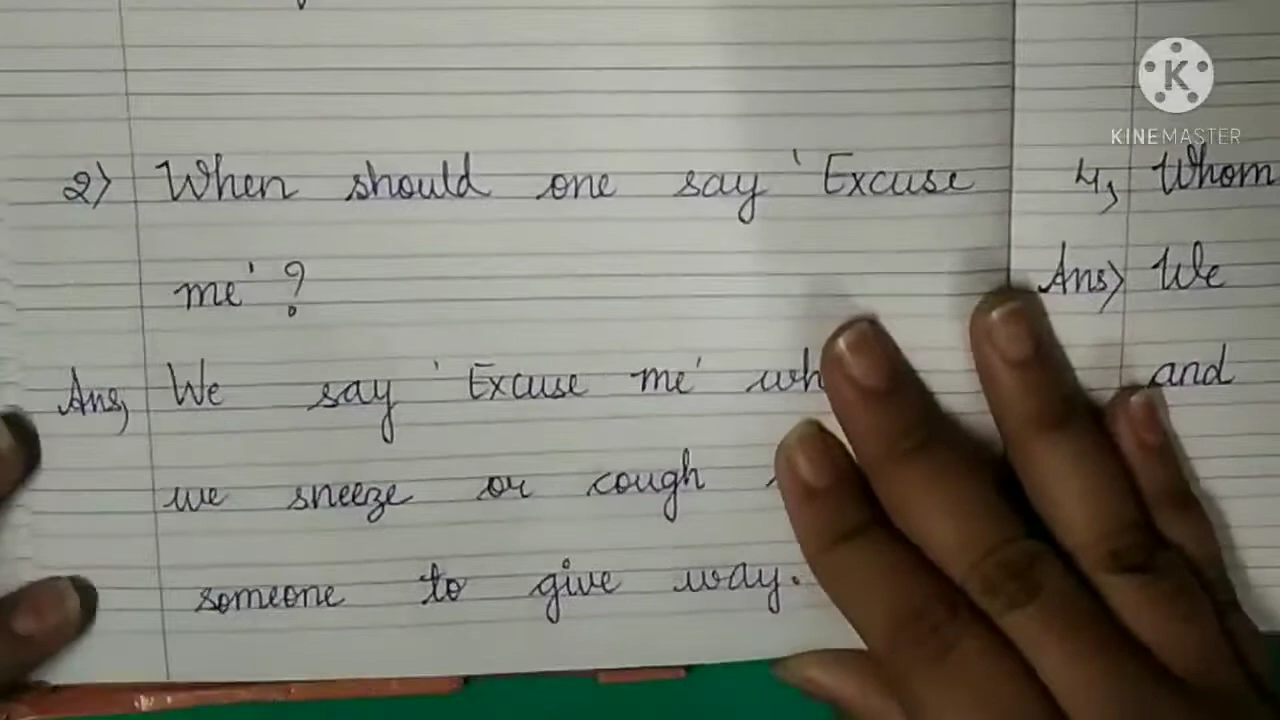 2) When should one say 'Excuse
me' ?
Ans, We say 'Excuse me'
we sneeze or cough
someone to give way.
4, Whom
Ans) We
and
K
KINEMASTER